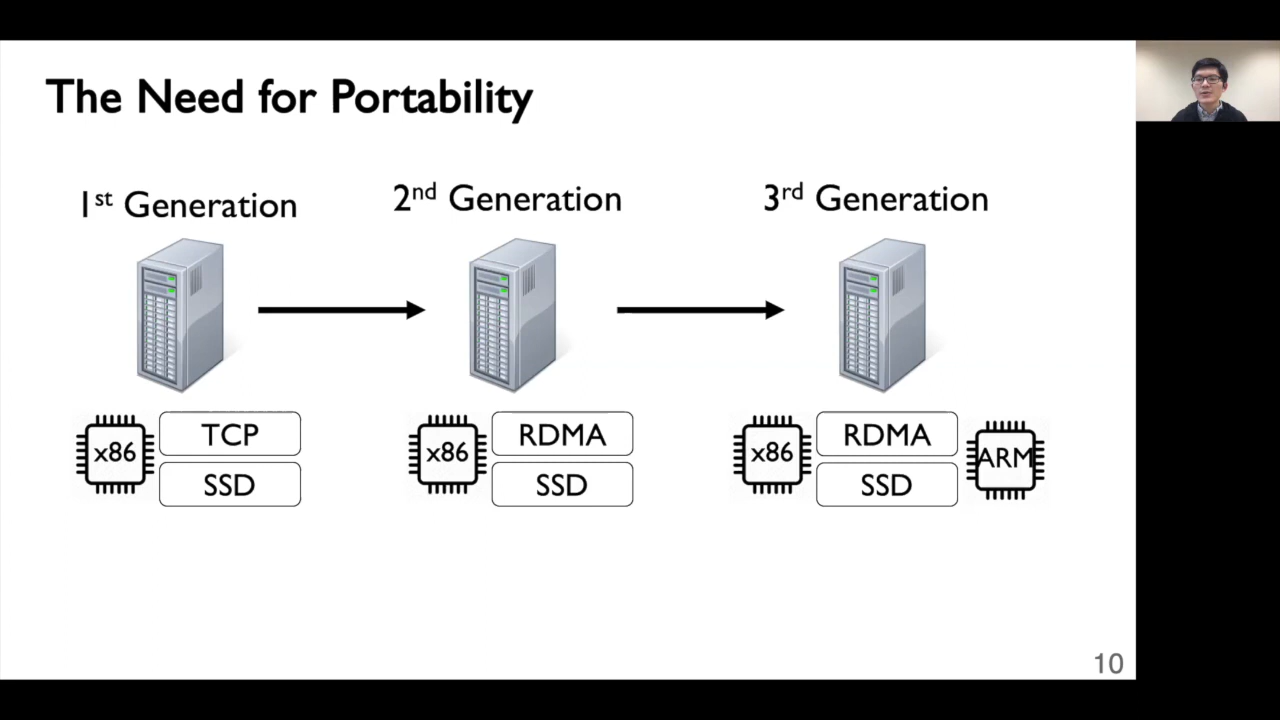 The Need for Portability
1st Generation
2nd Generation
3rd Generation
x86
TCP
SSD
x86
RDMA
SSD
x86
RDMA
SSD
ARM
10